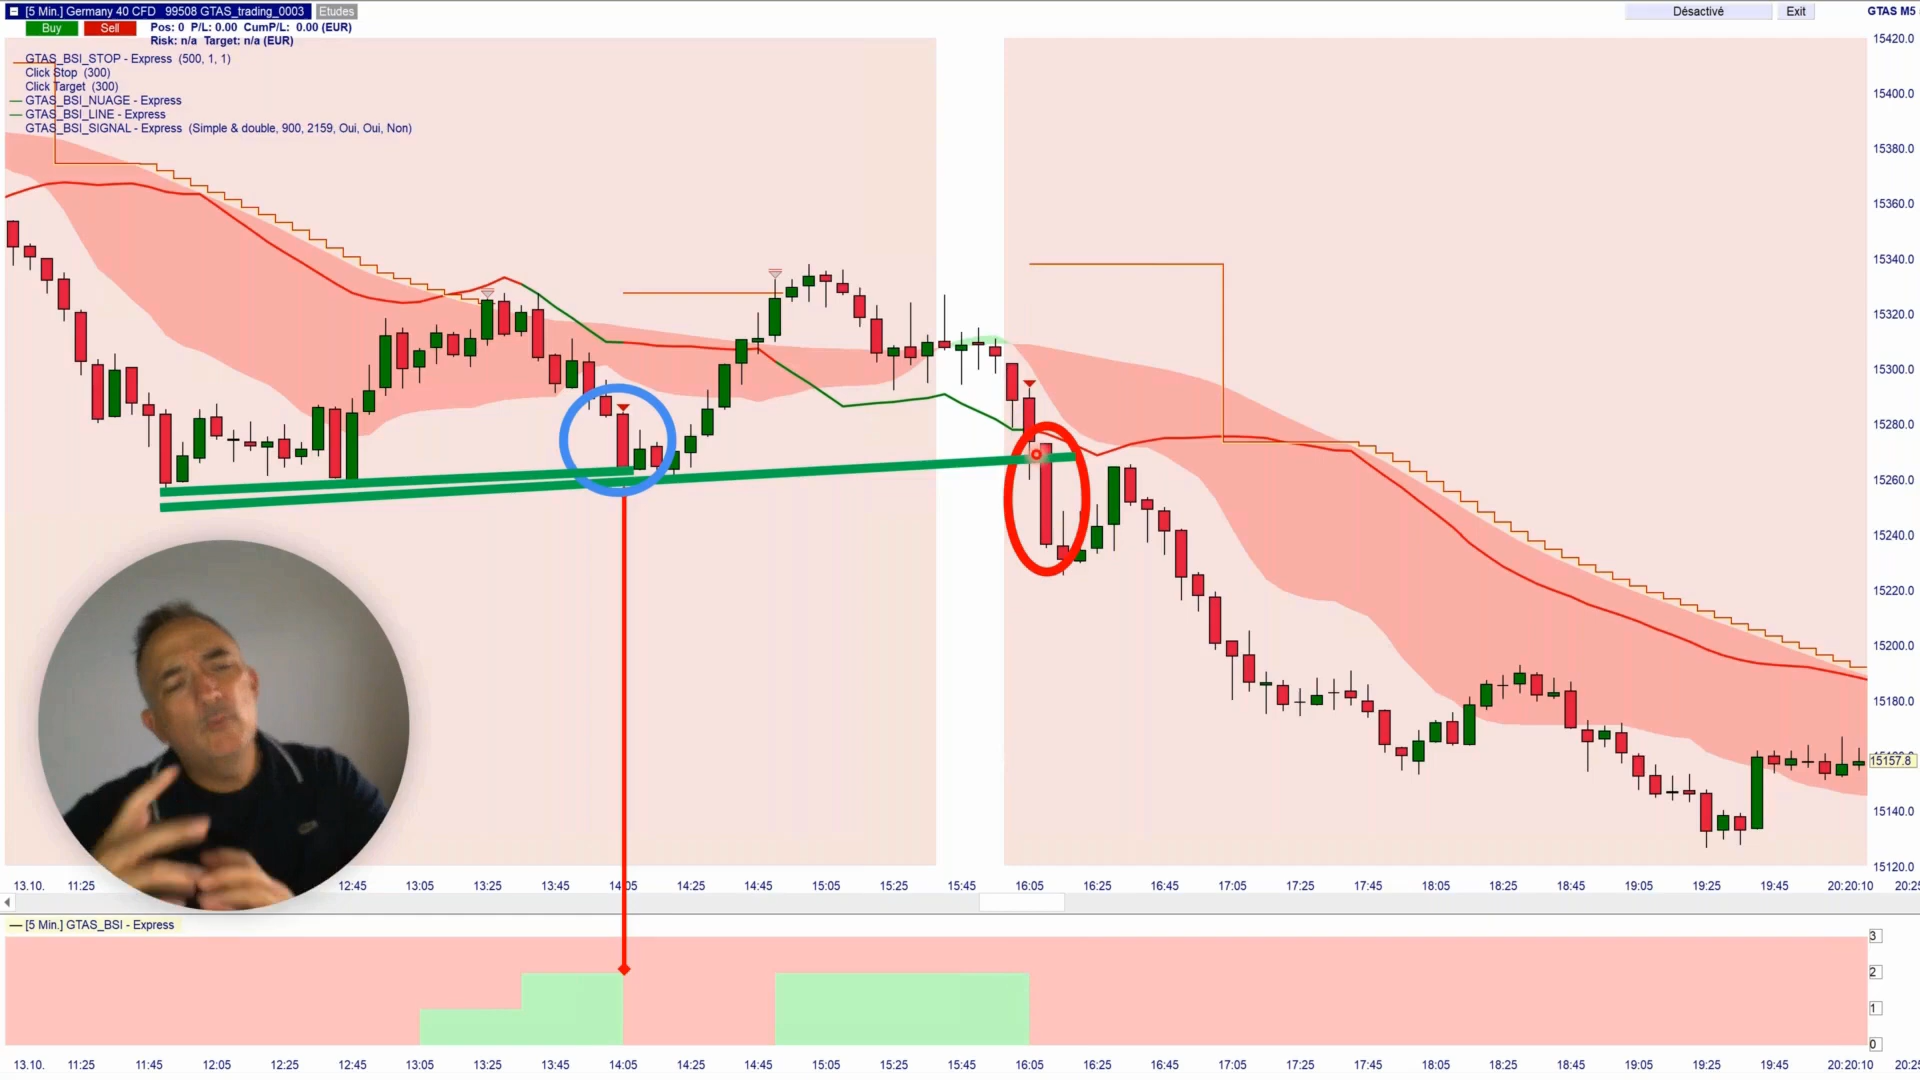 [5 Min.] Germany 40 CFD 99508 GTAS_trading_0003 Etudes
Désactivé Exit GTAS M5
Buy Sell Pos: 0 P/L: 0.00 CumP/L: 0.00 (EUR)
Risk: n/a Target: n/a (EUR)
GTAS_BSI_STOP - Express (500, 1, 1)
Click Stop (300)
Click Target (300)
GTAS_BSI_NUAGE - Express
GTAS_BSI_LINE - Express
GTAS_BSI_SIGNAL - Express (Simple & double, 900, 2159, Oui, Oui, Non)
15420.0
15400.0
15380.0
15360.0
15340.0
15320.0
15300.0
15280.0
15260.0
15240.0
15220.0
15200.0
15180.0
15157.8
15140.0
15120.0
13.10. 11:25 12:45 13:05 13:25 13:45 14:05 14:25 14:45 15:05 15:25 15:45 16:05 16:25 16:45 17:05 17:25 17:45 18:05 18:25 18:45 19:05 19:25 19:45 20:20:10 20:25
[5 Min.] GTAS_BSI - Express
3
2
1
0
13.10. 11:25 11:45 12:05 12:25 12:45 13:05 13:25 13:45 14:05 14:25 14:45 15:05 15:25 15:45 16:05 16:25 16:45 17:05 17:25 17:45 18:05 18:25 18:45 19:05 19:25 19:45 20:20:10 20:25